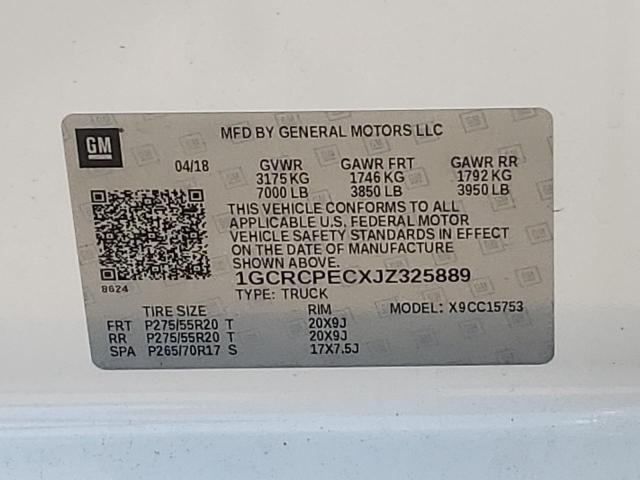 GM
MFD BY GENERAL MOTORS LLC
04/18 GVWR GAWR FRT GAWR RR
3175 KG 1746 KG 1792 KG
7000 LB 3850 LB 3950 LB
THIS VEHICLE CONFORMS TO ALL
APPLICABLE U.S. FEDERAL MOTOR
VEHICLE SAFETY STANDARDS IN EFFECT
ON THE DATE OF MANUFACTURE
SHOWN ABOVE.
8624
1GCRCPECXJZ325889
TYPE: TRUCK
TIRE SIZE RIM MODEL: X9CC15753
FRT P275/55R20 T 20X9J
RR P275/55R20 T 20X9J
SPA P265/70R17 S 17X7.5J